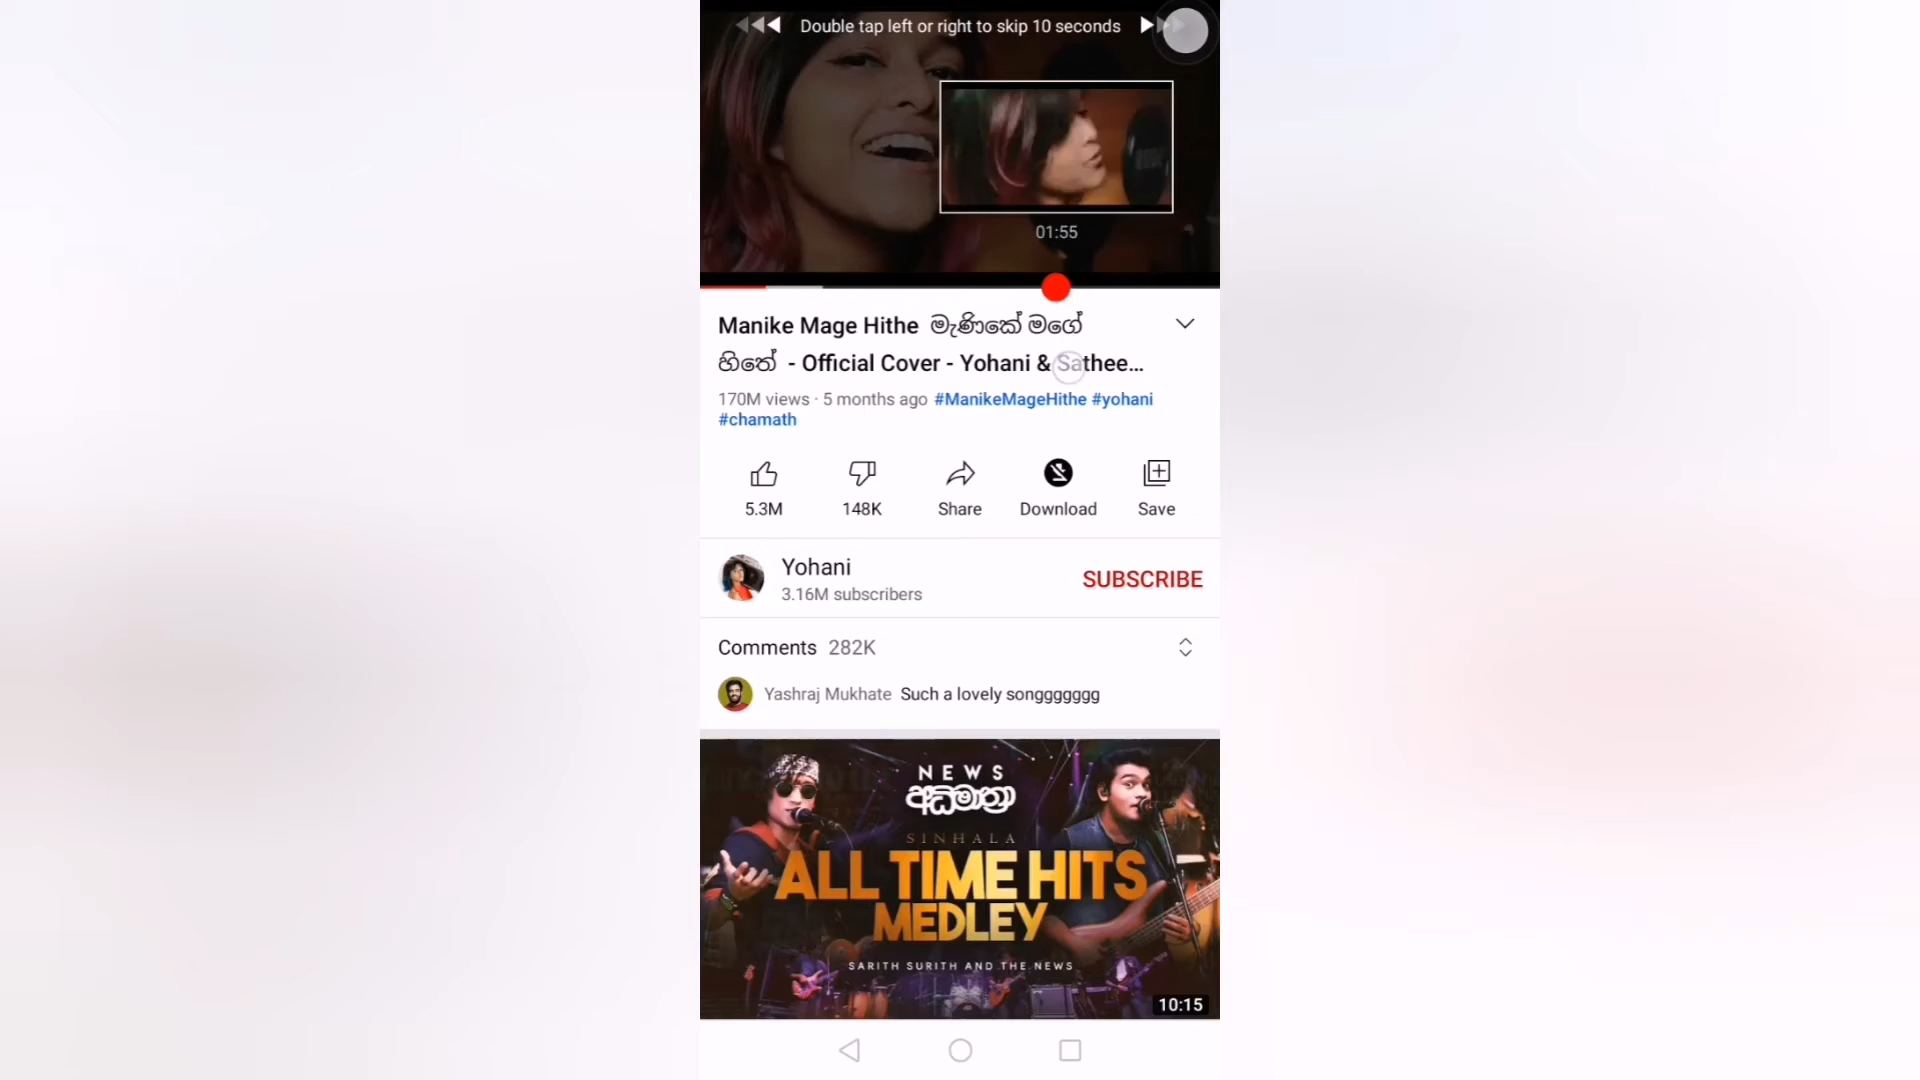 Double tap left or right to skip 10 seconds
01:55
Manike Mage Hithe මැණිකේ මගේ
හිතේ - Official Cover - Yohani & Sathee...
170M views · 5 months ago #ManikeMageHithe #yohani
#chamath
5.3M
148K
Share
Download
Save
Yohani
3.16M subscribers
SUBSCRIBE
Comments 282K
Yashraj Mukhate Such a lovely songgggggg
NEWS
අධිමාත්‍රා
SINHALA
ALL TIME HITS
MEDLEY
SARITH SURITH AND THE NEWS
10:15